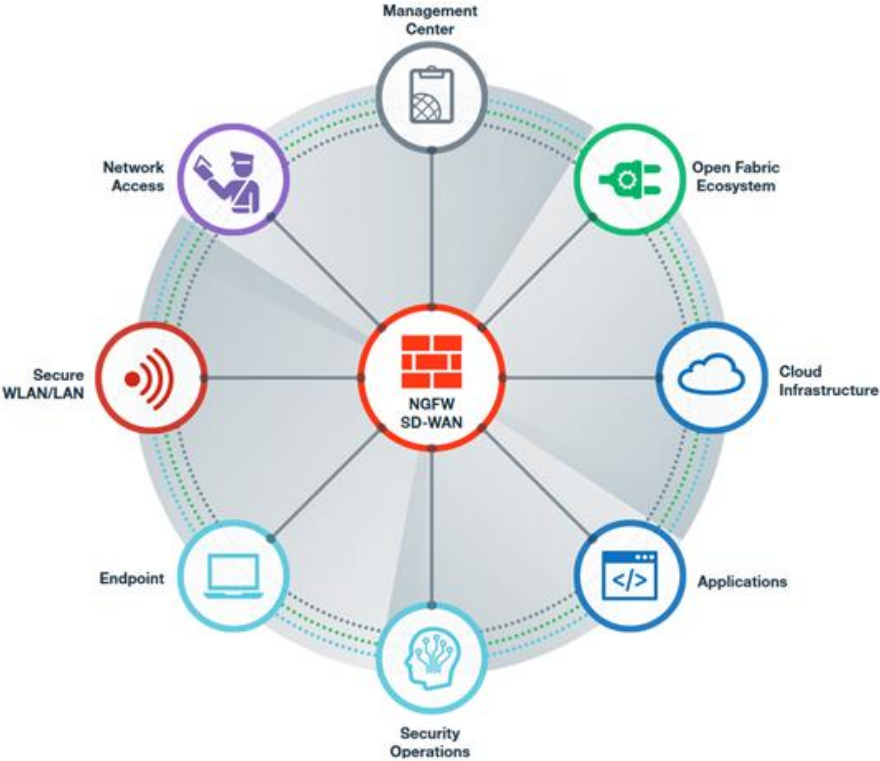 Management
Center
Network
Access
Open Fabric
Ecosystem
Secure
WLAN/LAN
NGFW
SD-WAN
Cloud
Infrastructure
Endpoint
</>
Applications
Security
Operations